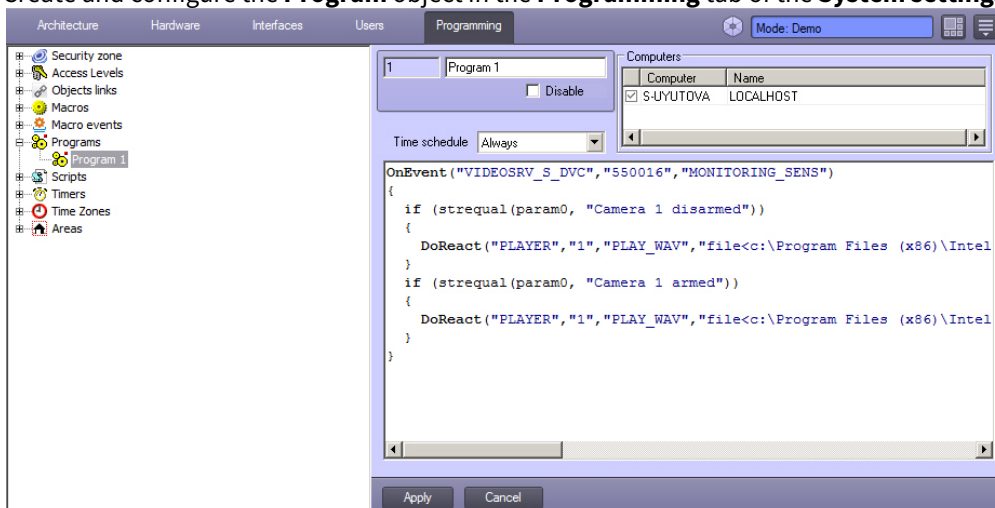 Create and configure the Program object in the Programming tab of the System setting
Architecture Hardware Interfaces Users Programming Mode: Demo
Security zone
Access Levels
Objects links
Macros
Macro events
Programs
Program 1
Scripts
Timers
Time Zones
Areas
1 Program 1
Disable
Computers
Computer Name
S-UYUTOVA LOCALHOST
Time schedule Always
OnEvent("VIDEOSRV_S_DVC","550016","MONITORING_SENS")
{
if (strequal(param0, "Camera 1 disarmed"))
{
DoReact("PLAYER","1","PLAY_WAV","file<c:\Program Files (x86)\Intel
}
if (strequal(param0, "Camera 1 armed"))
{
DoReact("PLAYER","1","PLAY_WAV","file<c:\Program Files (x86)\Intel
}
}
Apply Cancel